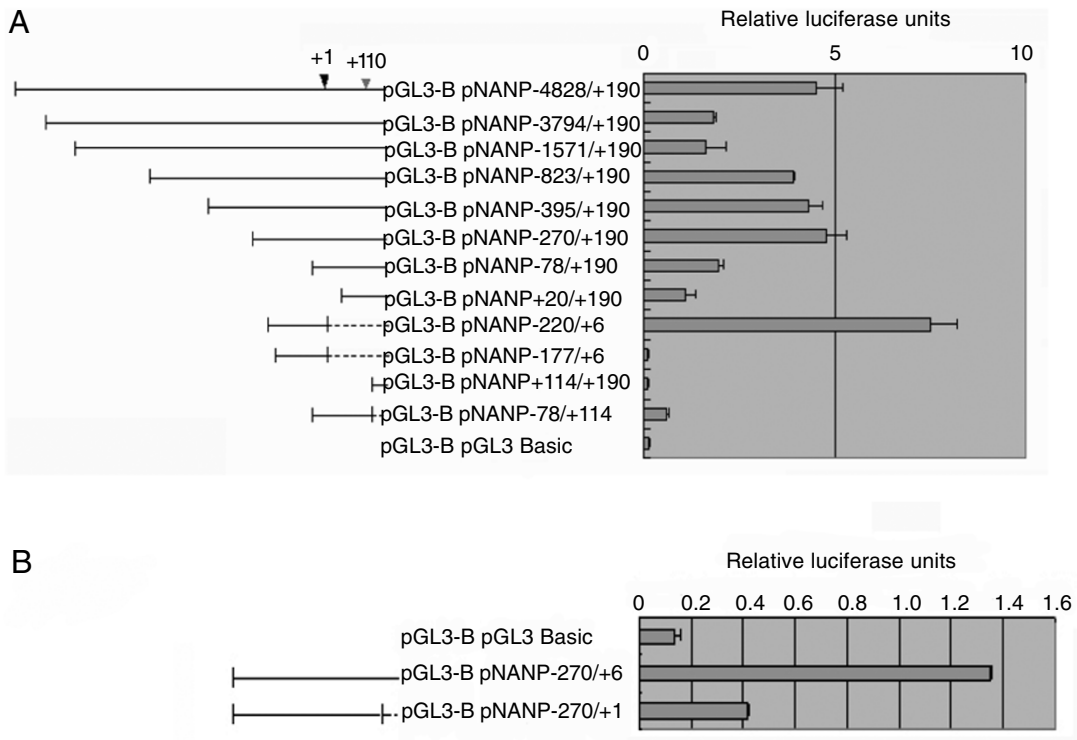 A
Relative luciferase units
0 5 10
+1 +110
pGL3-B pNANP-4828/+190
pGL3-B pNANP-3794/+190
pGL3-B pNANP-1571/+190
pGL3-B pNANP-823/+190
pGL3-B pNANP-395/+190
pGL3-B pNANP-270/+190
pGL3-B pNANP-78/+190
pGL3-B pNANP+20/+190
pGL3-B pNANP-220/+6
pGL3-B pNANP-177/+6
pGL3-B pNANP+114/+190
pGL3-B pNANP-78/+114
pGL3-B pGL3 Basic
B
Relative luciferase units
0 0.2 0.4 0.6 0.8 1.0 1.2 1.4 1.6
pGL3-B pGL3 Basic
pGL3-B pNANP-270/+6
pGL3-B pNANP-270/+1